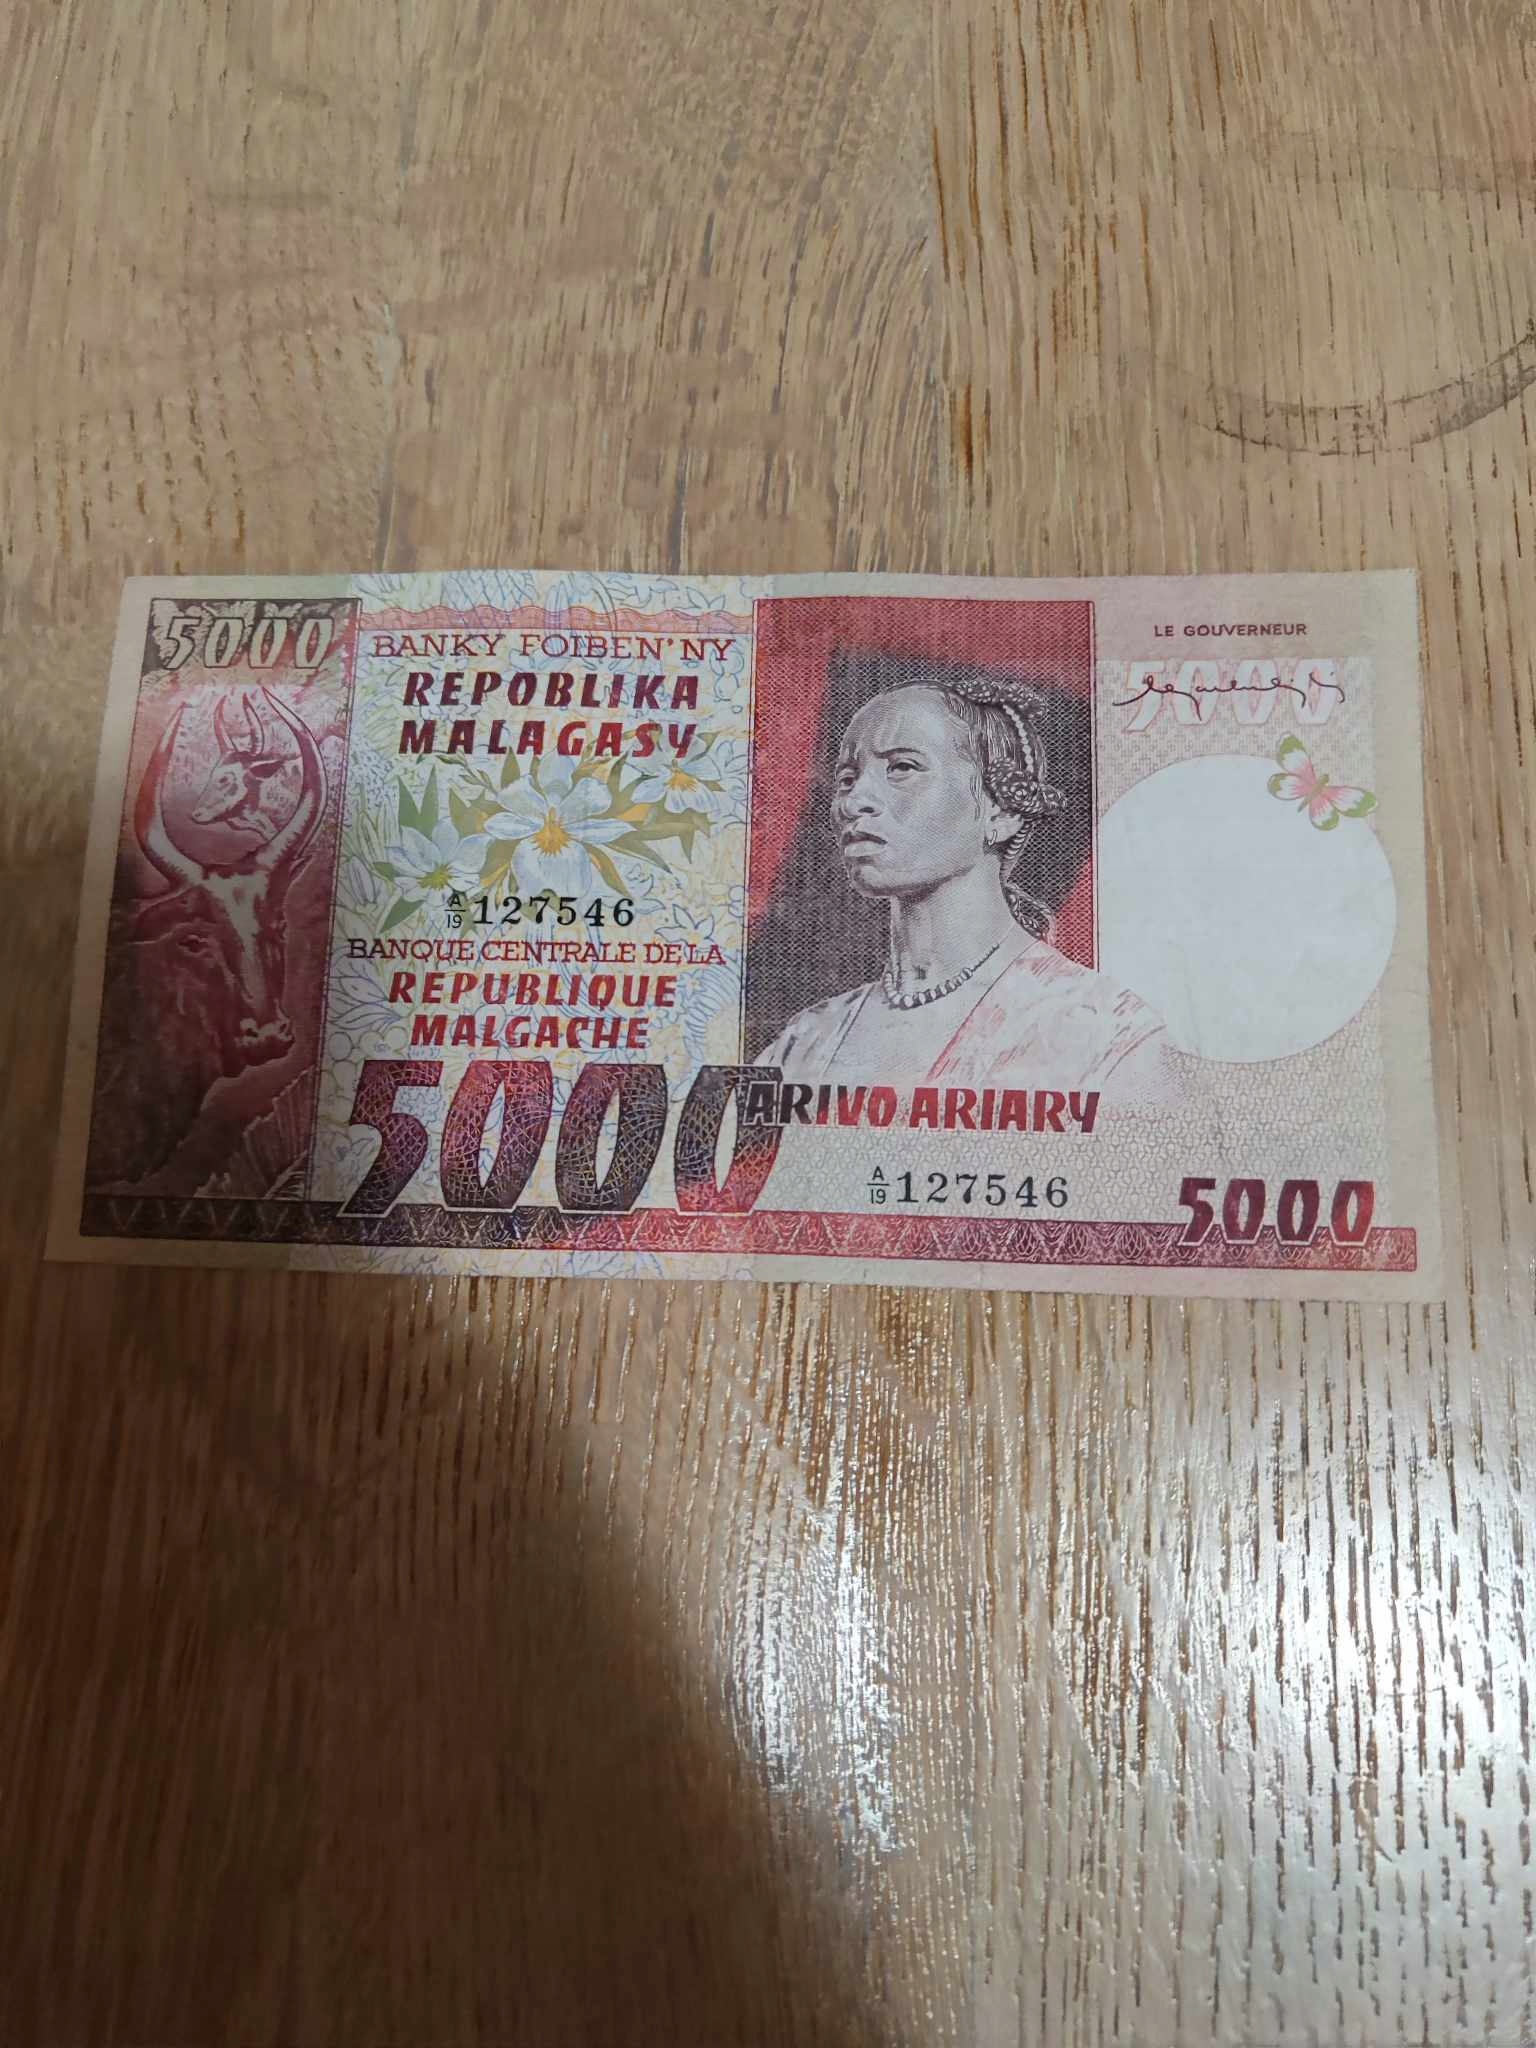 5000
BANKY FOIBEN'NY
REPOBLIKA
MALAGASY
A/19 127546
BANQUE CENTRALE DE LA
REPUBLIQUE
MALGACHE
5000 ARIVO ARIARY
LE GOUVERNEUR
5000
A/19 127546
5000